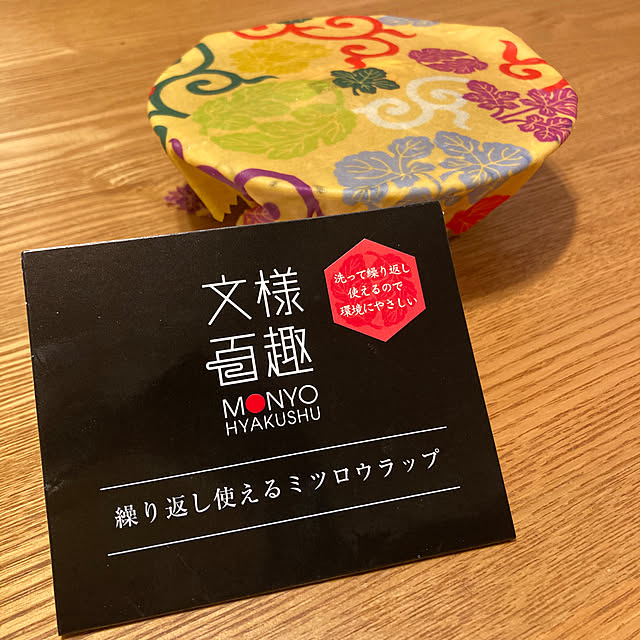 文様
百趣
MONYO
HYAKUSHU
洗って繰り返し
使えるので
環境にやさしい
繰り返し使えるミツロウラップ